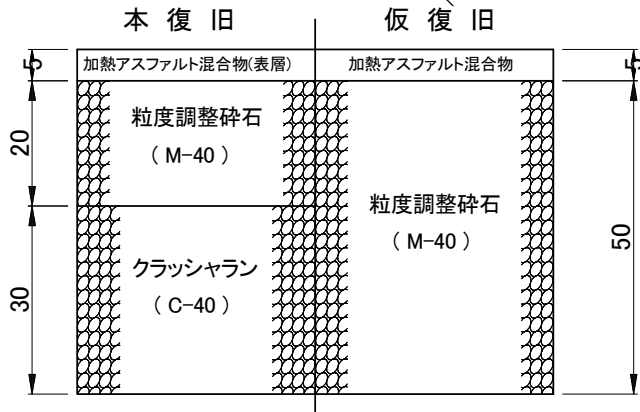 本復旧
仮復旧
5
加熱アスファルト混合物(表層)
加熱アスファルト混合物
5
20
粒度調整砕石
( M-40 )
粒度調整砕石
( M-40 )
50
30
クラッシャラン
( C-40 )